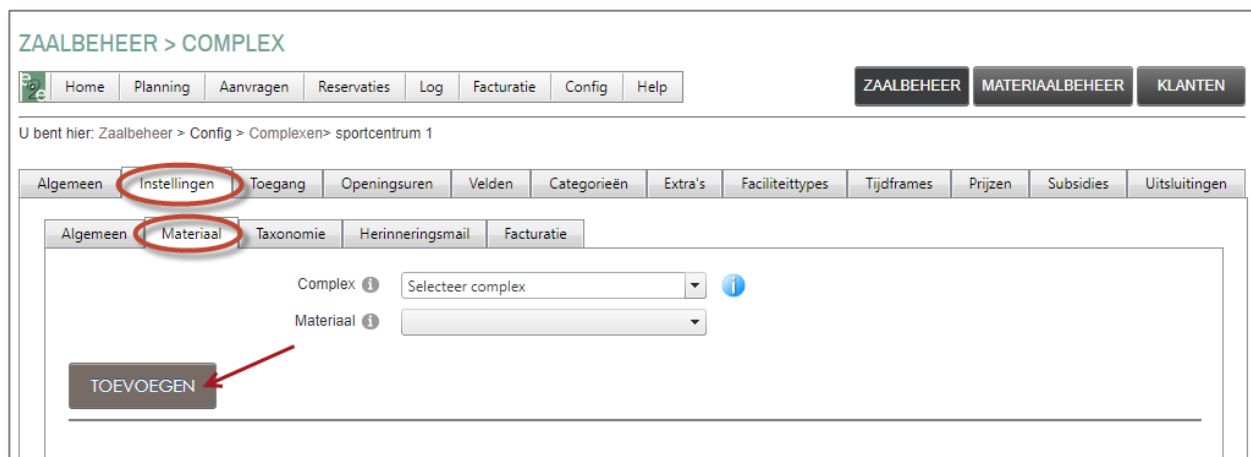 ZAALBEHEER > COMPLEX
e2e Home Planning Aanvragen Reservaties Log Facturatie Config Help ZAALBEHEER MATERIAALBEHEER KLANTEN
U bent hier: Zaalbeheer > Config > Complexen> sportcentrum 1
Algemeen Instellingen Toegang Openingsuren Velden Categorieën Extra's Faciliteittypes Tijdframes Prijzen Subsidies Uitsluitingen
Algemeen Materiaal Taxonomie Herinneringsmail Facturatie
Complex i Selecteer complex i
Materiaal i
TOEVOEGEN